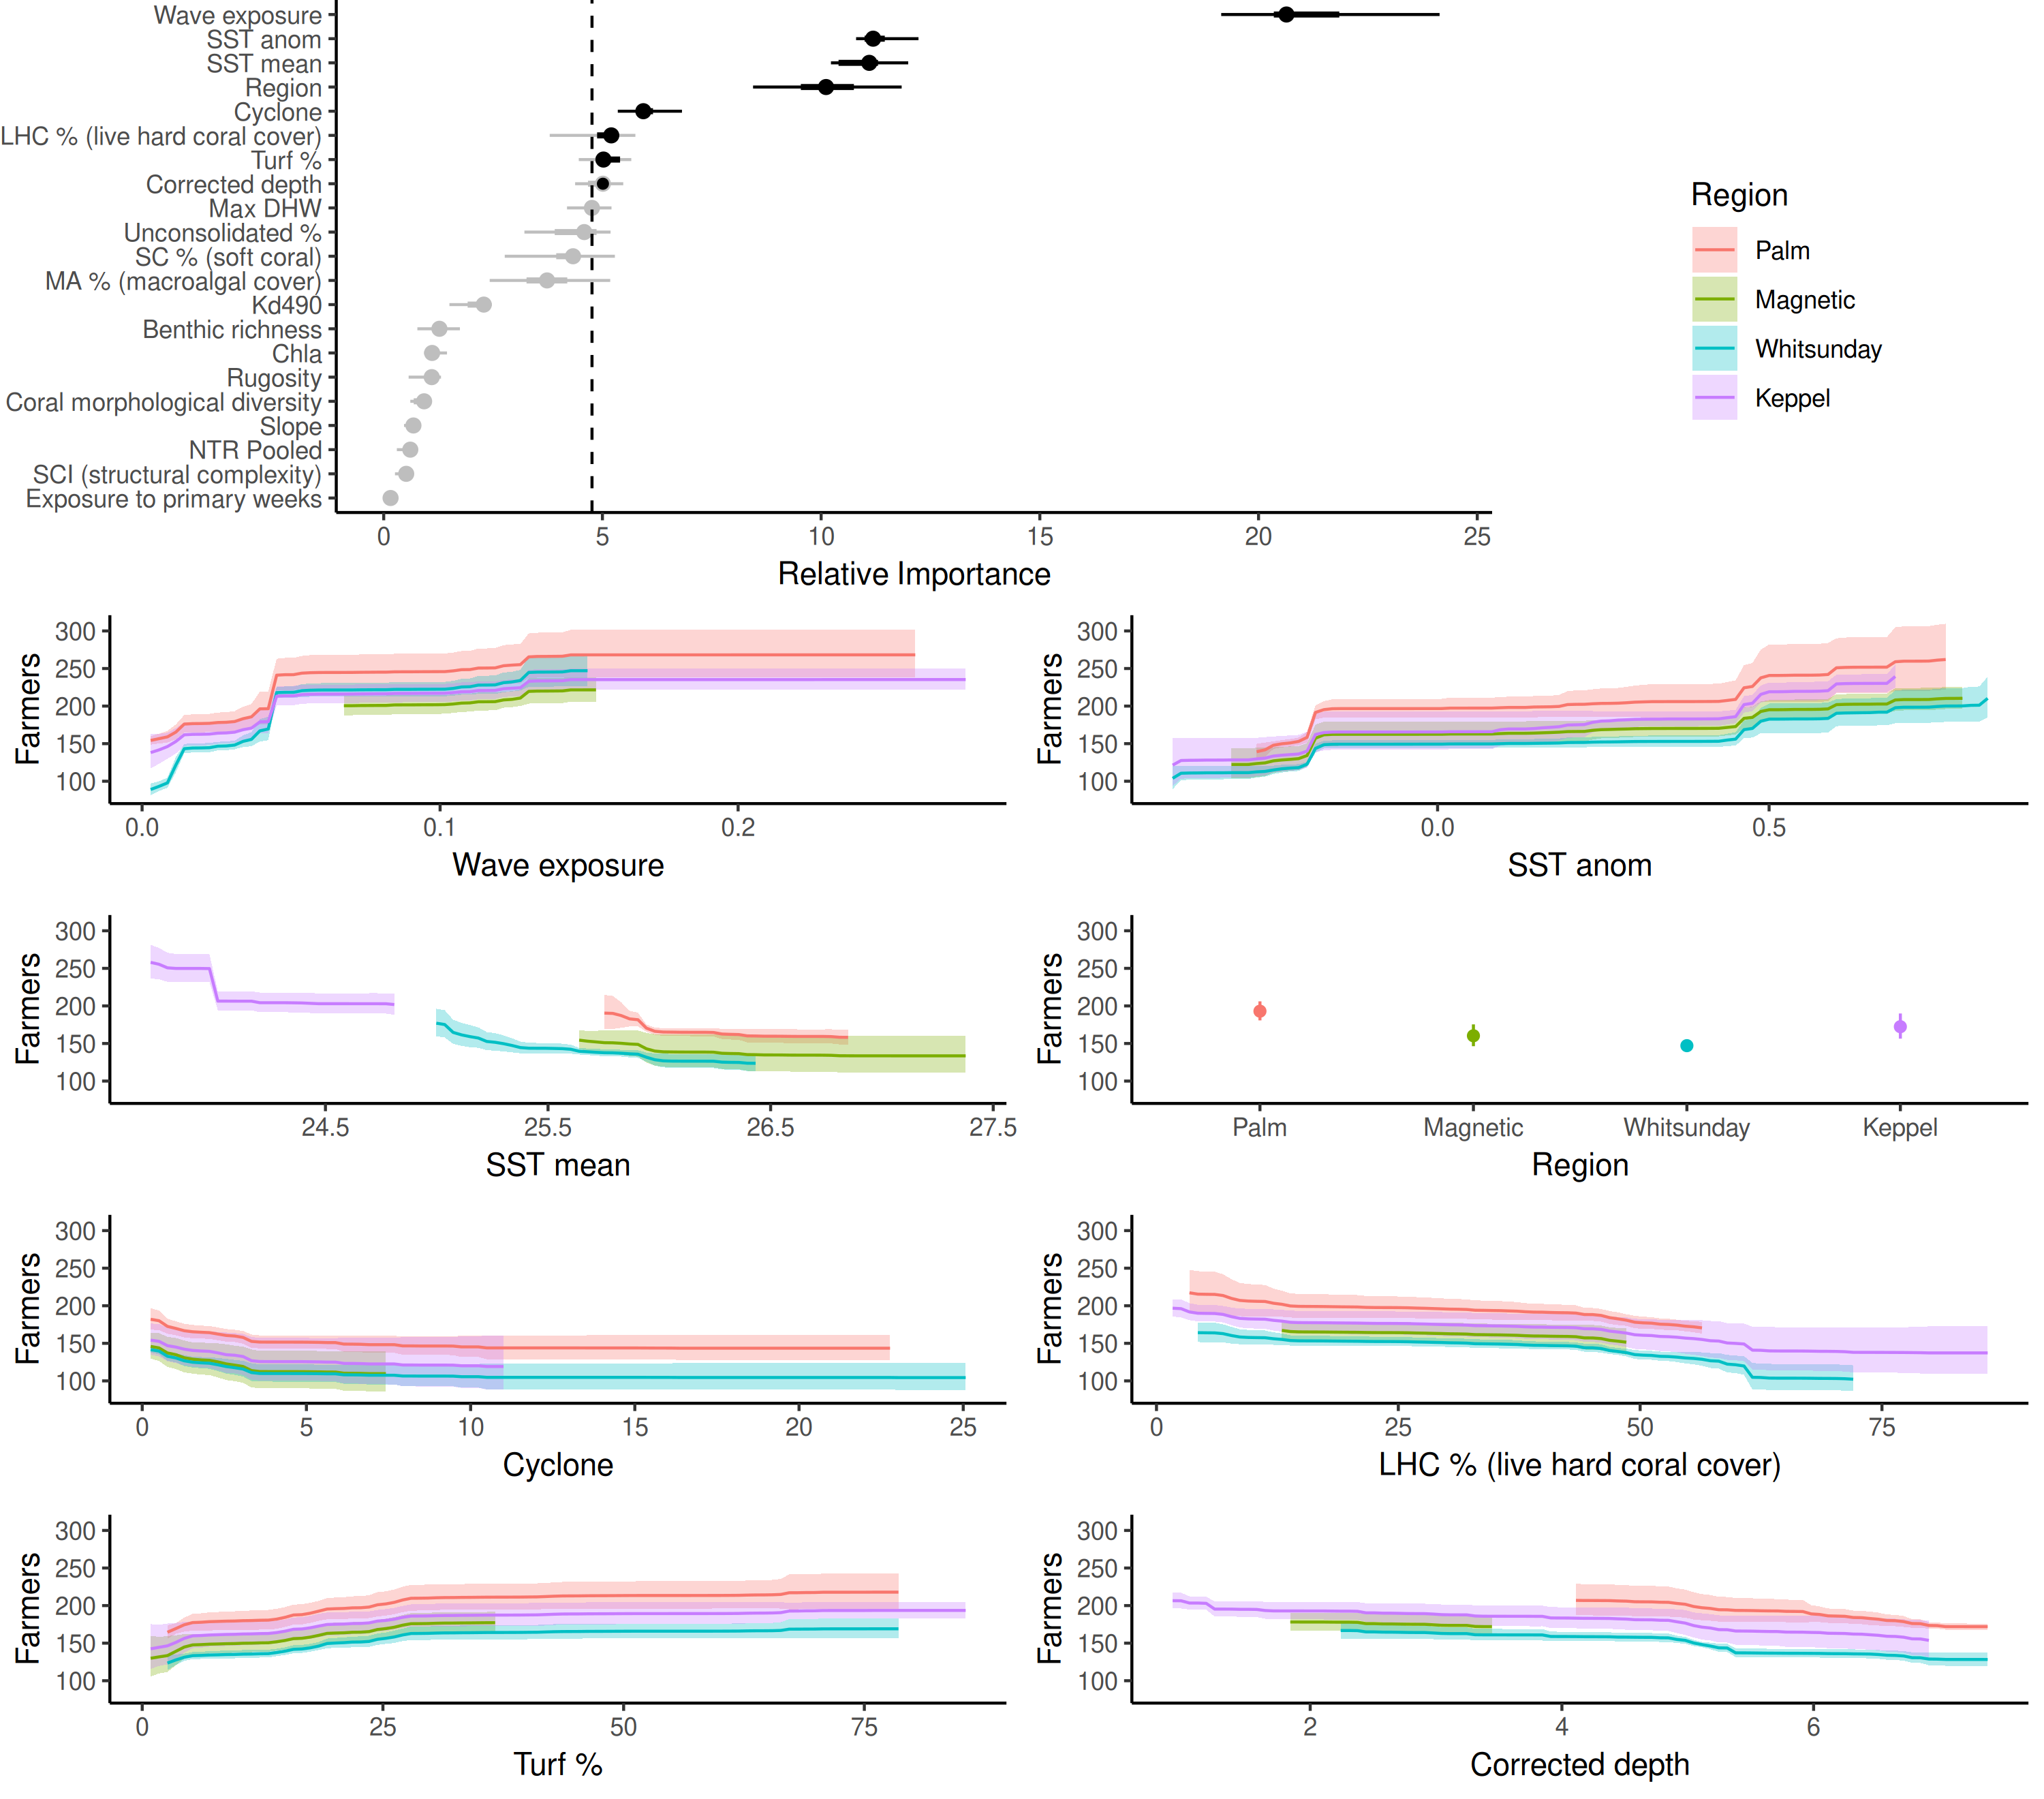 Wave exposure
SST anom
SST mean
Region
Cyclone
LHC % (live hard coral cover)
Turf %
Corrected depth
Max DHW
Unconsolidated %
SC % (soft coral)
MA % (macroalgal cover)
Kd490
Benthic richness
Chla
Rugosity
Coral morphological diversity
Slope
NTR Pooled
SCI (structural complexity)
Exposure to primary weeks
0 5 10 15 20 25
Relative Importance
Region
Palm
Magnetic
Whitsunday
Keppel
Farmers
300
250
200
150
100
0.0 0.1 0.2
Wave exposure
Farmers
300
250
200
150
100
0.0 0.5
SST anom
Farmers
300
250
200
150
100
24.5 25.5 26.5 27.5
SST mean
Farmers
300
250
200
150
100
Palm Magnetic Whitsunday Keppel
Region
Farmers
300
250
200
150
100
0 5 10 15 20 25
Cyclone
Farmers
300
250
200
150
100
0 25 50 75
LHC % (live hard coral cover)
Farmers
300
250
200
150
100
0 25 50 75
Turf %
Farmers
300
250
200
150
100
2 4 6
Corrected depth